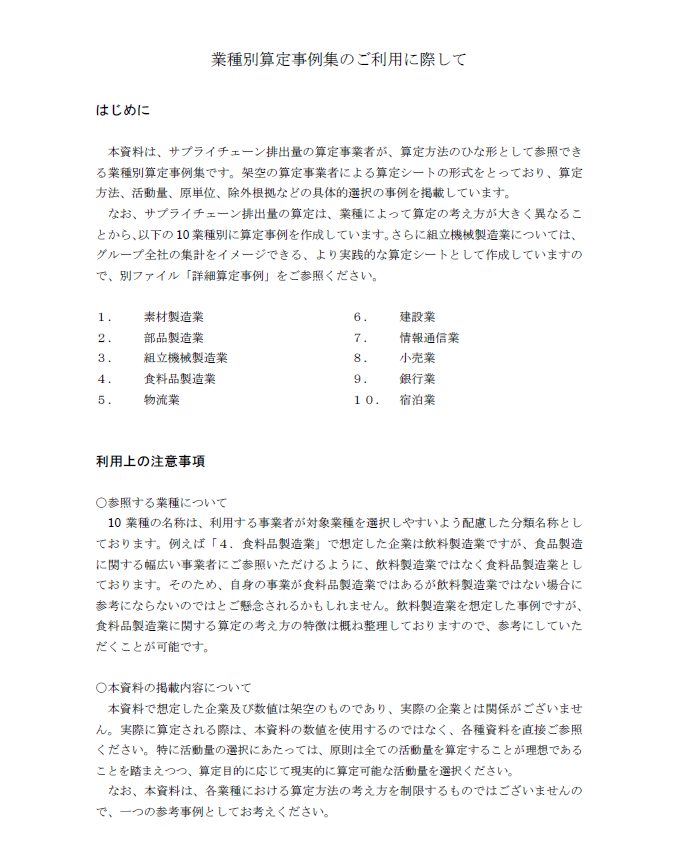 業種別算定事例集のご利用に際して
はじめに
本資料は、サプライチェーン排出量の算定事業者が、算定方法のひな形として参照でき
る業種別算定事例集です。架空の算定事業者による算定シートの形式をとっており、算定
方法、活動量、原単位、除外根拠などの具体的選択の事例を掲載しています。
なお、サプライチェーン排出量の算定は、業種によって算定の考え方が大きく異なるこ
とから、以下の 10 業種別に算定事例を作成しています。さらに組立機械製造業については、
グループ全社の集計をイメージできる、より実践的な算定シートとして作成していますの
で、別ファイル「詳細算定事例」をご参照ください。
１．　素材製造業　　６．　建設業
２．　部品製造業　　７．　情報通信業
３．　組立機械製造業　　８．　小売業
４．　食料品製造業　　９．　銀行業
５．　物流業　　１０．　宿泊業
利用上の注意事項
○参照する業種について
10 業種の名称は、利用する事業者が対象業種を選択しやすいよう配慮した分類名称とし
ております。例えば「４．食料品製造業」で想定した企業は飲料製造業ですが、食品製造
に関する幅広い事業者にご参照いただけるように、飲料製造業ではなく食料品製造業とし
ております。そのため、自身の事業が食料品製造業ではあるが飲料製造業ではない場合に
参考にならないのではとご懸念されるかもしれません。飲料製造業を想定した事例ですが、
食料品製造業に関する算定の考え方の特徴は概ね整理しておりますので、参考にしていた
だくことが可能です。
○本資料の掲載内容について
本資料で想定した企業及び数値は架空のものであり、実際の企業とは関係がございませ
ん。実際に算定される際は、本資料の数値を使用するのではなく、各種資料を直接ご参照
ください。特に活動量の選択にあたっては、原則は全ての活動量を算定することが理想である
ことを踏まえつつ、算定目的に応じて現実的に算定可能な活動量を選択ください。
なお、本資料は、各業種における算定方法の考え方を制限するものではございませんの
で、一つの参考事例としてお考えください。